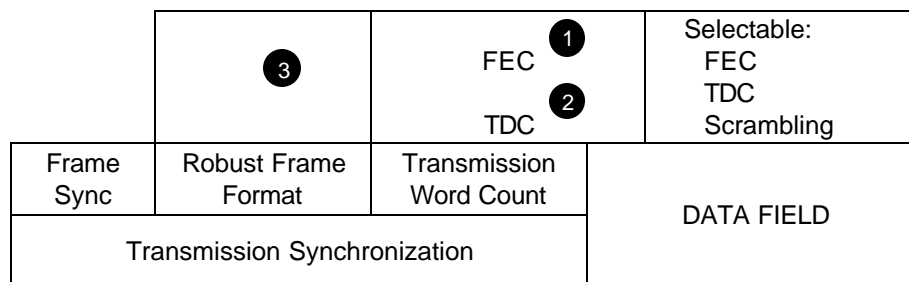 3
FEC 1
TDC 2
Selectable:
FEC
TDC
Scrambling
Frame
Sync
Robust Frame
Format
Transmission
Word Count
DATA FIELD
Transmission Synchronization